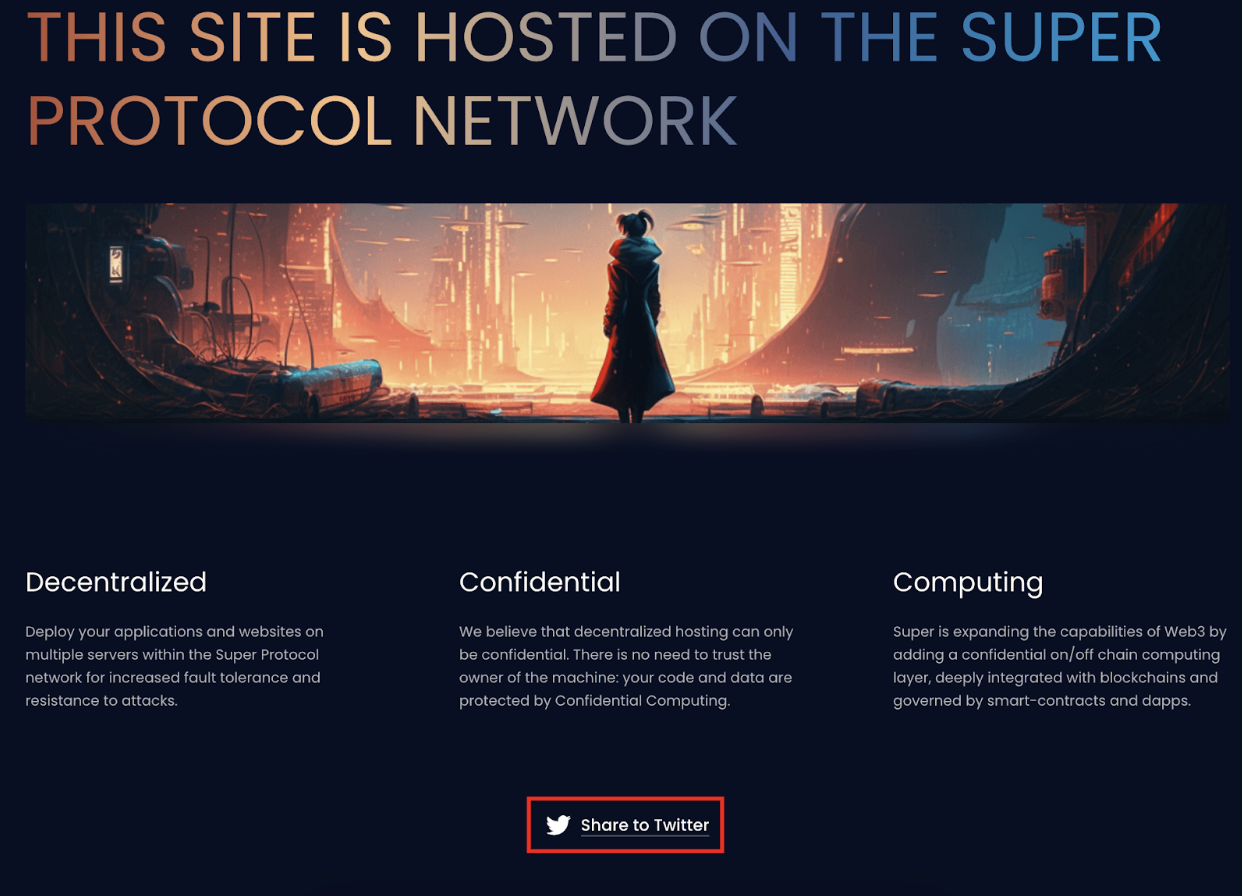 THIS SITE IS HOSTED ON THE SUPER
PROTOCOL NETWORK
Decentralized
Deploy your applications and websites on
multiple servers within the Super Protocol
network for increased fault tolerance and
resistance to attacks.
Confidential
We believe that decentralized hosting can only
be confidential. There is no need to trust the
owner of the machine: your code and data are
protected by Confidential Computing.
Computing
Super is expanding the capabilities of Web3 by
adding a confidential on/off chain computing
layer, deeply integrated with blockchains and
governed by smart-contracts and dapps.
Share to Twitter